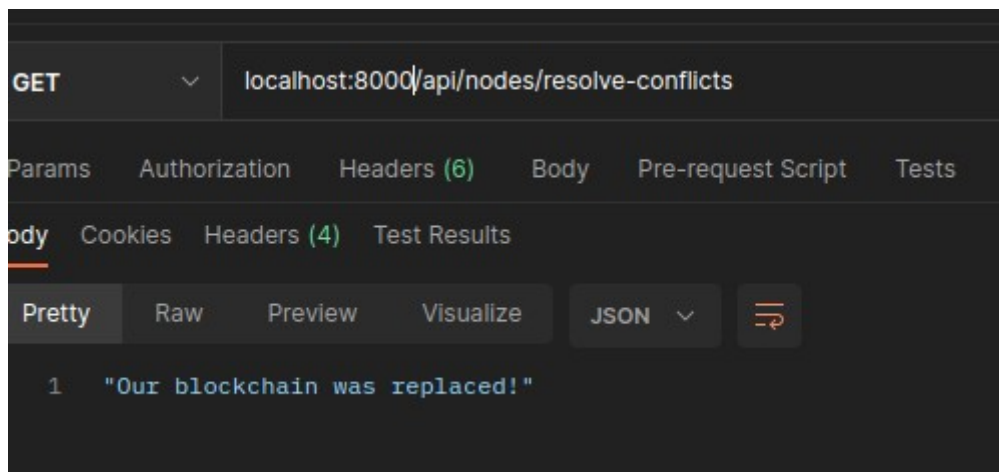 GET localhost:8000/api/nodes/resolve-conflicts
Params Authorization Headers (6) Body Pre-request Script Tests
ody Cookies Headers (4) Test Results
Pretty Raw Preview Visualize JSON
1 "Our blockchain was replaced!"